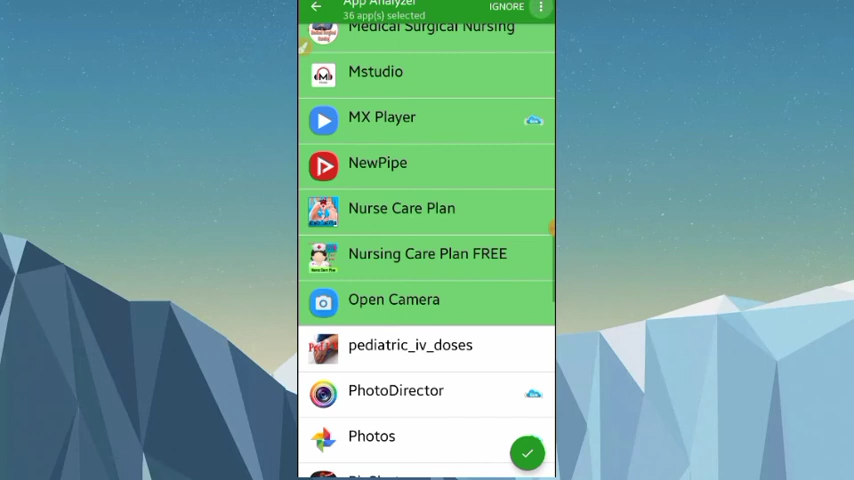 App Analyzer
36 app(s) selected
IGNORE
Medical Surgical Nursing
Mstudio
MX Player
NewPipe
Nurse Care Plan
Nursing Care Plan FREE
Open Camera
pediatric_iv_doses
PhotoDirector
Photos